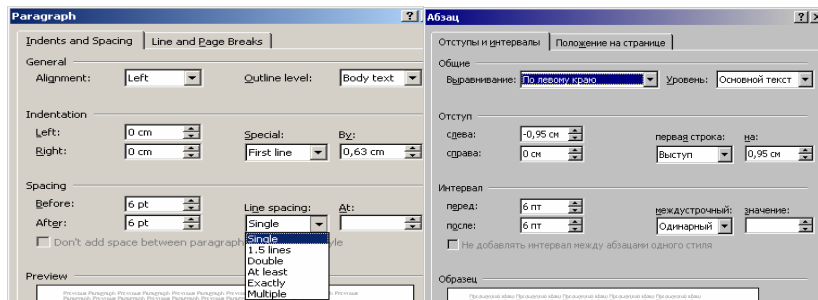 Paragraph
Indents and Spacing
Line and Page Breaks
General
Alignment: Left Outline level: Body text
Indentation
Left: 0 cm Special: By:
Right: 0 cm First line 0,63 cm
Spacing
Before: 6 pt Line spacing: At:
After: 6 pt Single
Don't add space between paragraph
Single
1.5 lines
Double
At least
Exactly
Multiple
Preview
Абзац
Отступы и интервалы
Положение на странице
Общие
Выравнивание: По левому краю Уровень: Основной текст
Отступ
слева: -0,95 см первая строка: на:
справа: 0 см Выступ 0,95 см
Интервал
перед: 6 пт междустрочный: значение:
после: 6 пт Одинарный
Не добавлять интервал между абзацами одного стиля
Образец